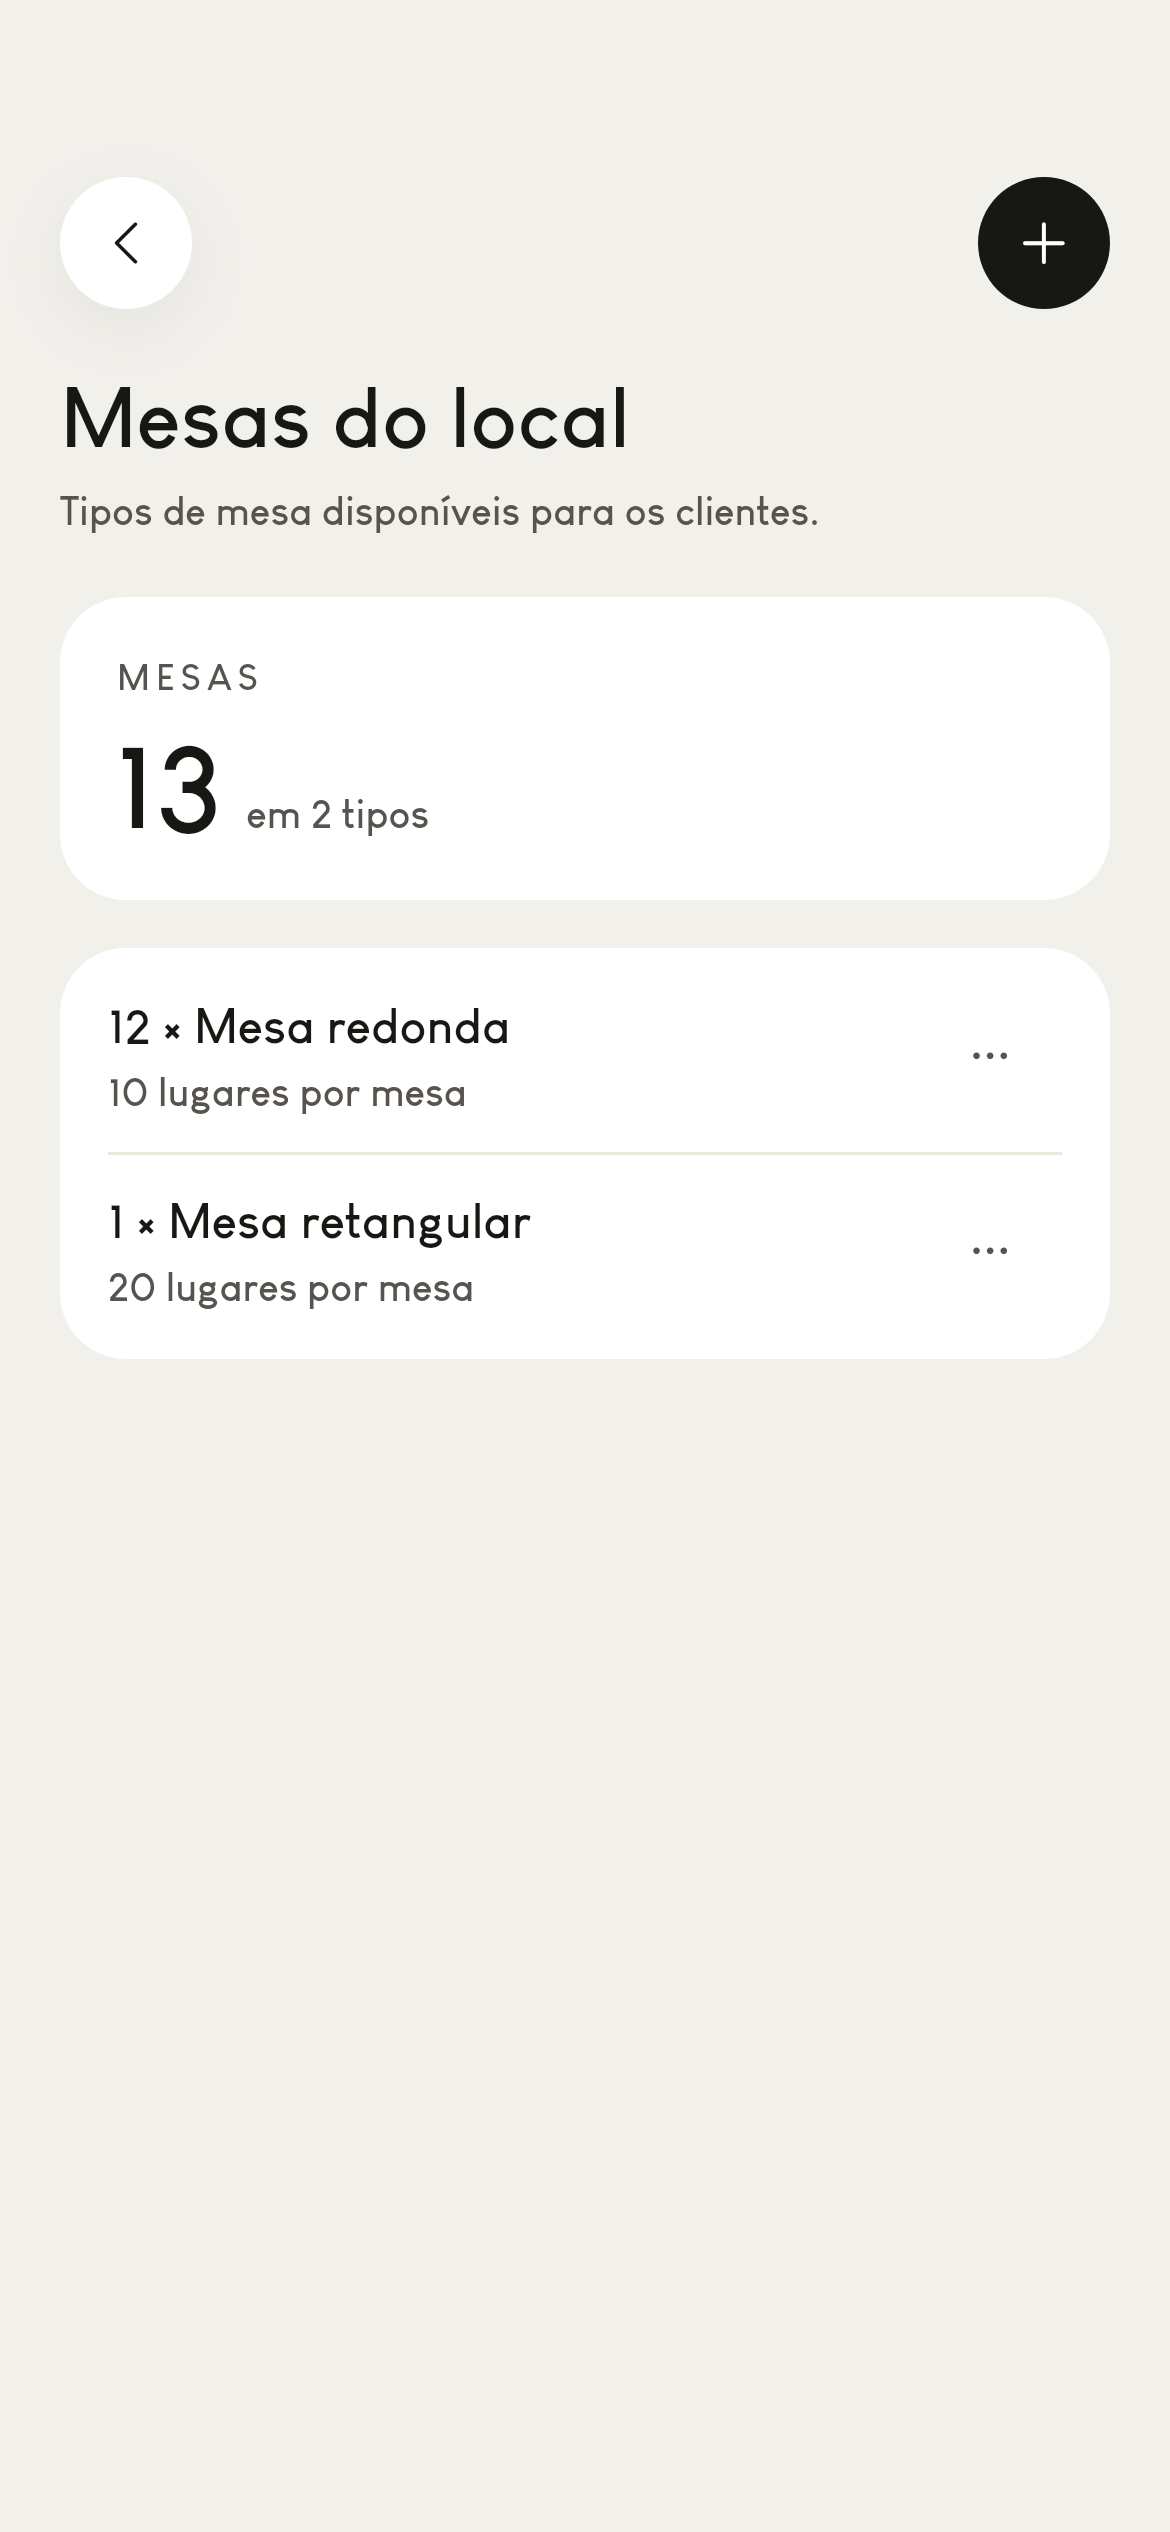 Mesas do local
Tipos de mesa disponíveis para os clientes.
MESAS
13 em 2 tipos
12 × Mesa redonda
10 lugares por mesa
1 × Mesa retangular
20 lugares por mesa